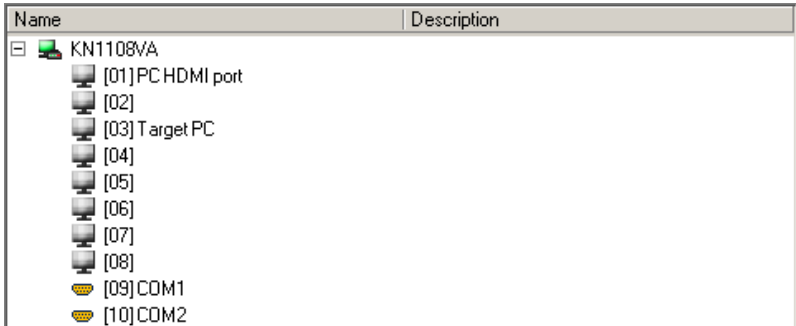 Name Description
KN1108VA
[01]PC HDMI port
[02]
[03] Target PC
[04]
[05]
[06]
[07]
[08]
[09]COM1
[10]COM2